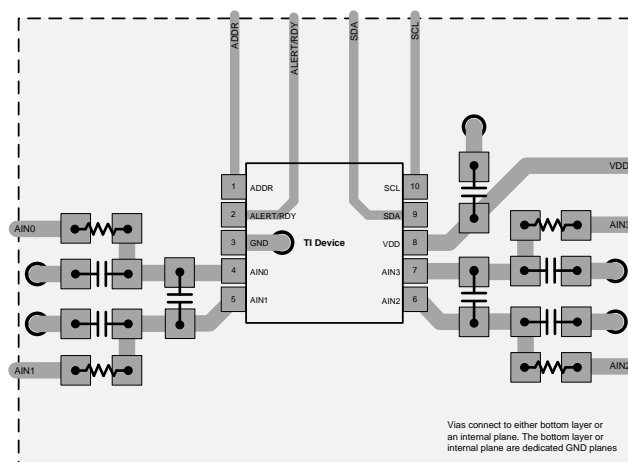 ADDR
ALERT/RDY
SDA
SCL
VDD
1 ADDR SCL 10
2 ALERT/RDY SDA 9
3 GND TI Device VDD 8
4 AIN0 AIN3 7
5 AIN1 AIN2 6
AIN0
AIN3
AIN1
AIN2
Vias connect to either bottom layer or
an internal plane. The bottom layer or
internal plane are dedicated GND planes